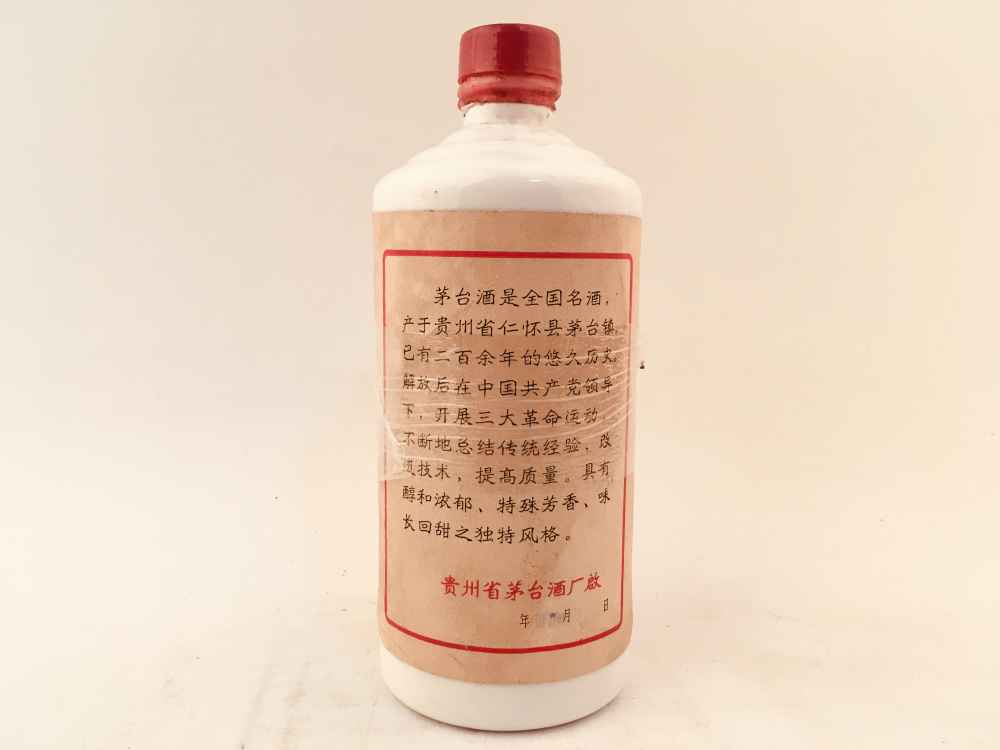 茅台酒是全国名酒，
产于贵州省仁怀县茅台镇，
已有二百余年的悠久历史，
解放后在中国共产党领导
下，开展三大革命运动，
不断地总结传统经验，改
进技术，提高质量。具有
醇和浓郁、特殊芳香、味
长回甜之独特风格。
贵州省茅台酒厂啟
年 月 日